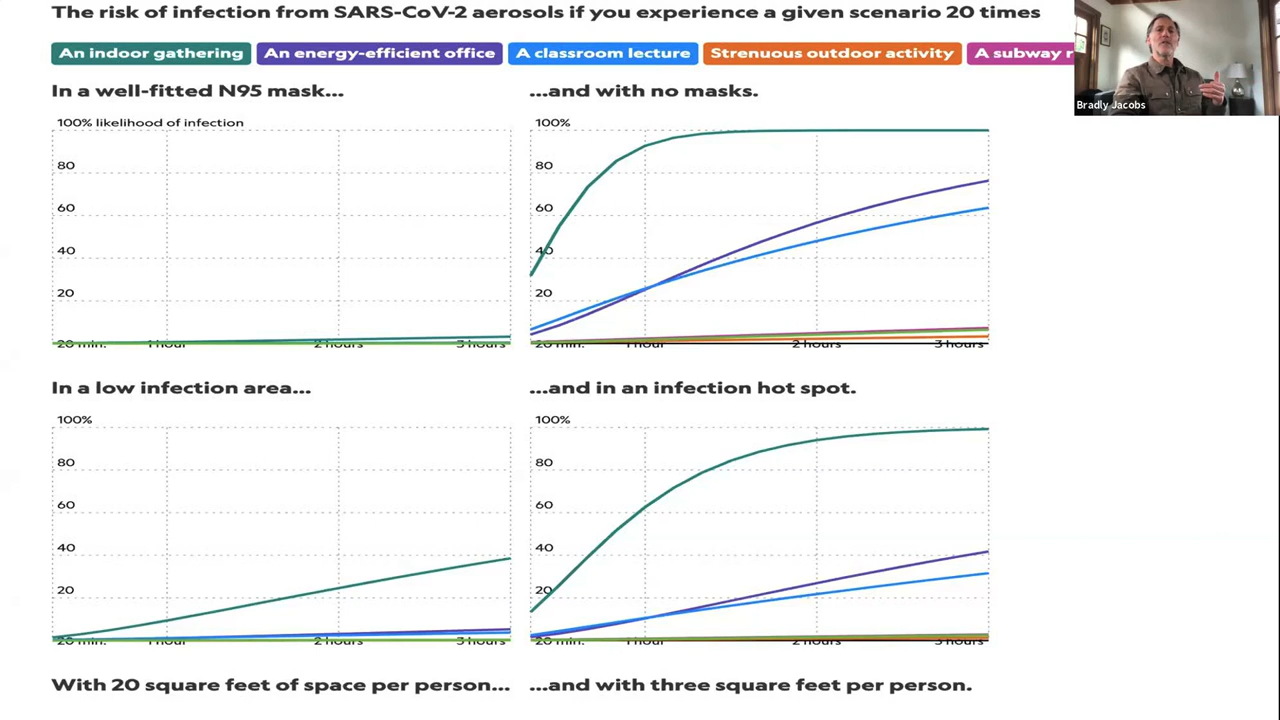 The risk of infection from SARS-CoV-2 aerosols if you experience a given scenario 20 times
An indoor gathering An energy-efficient office A classroom lecture Strenuous outdoor activity A subway r
Bradly Jacobs
In a well-fitted N95 mask... ...and with no masks.
100% likelihood of infection 100%
80 80
60 60
40 40
20 20
20 min. 1 hour 2 hours 3 hours 20 min. 1 hour 2 hours 3 hours
In a low infection area... ...and in an infection hot spot.
100% 100%
80 80
60 60
40 40
20 20
20 min. 1 hour 2 hours 3 hours 20 min. 1 hour 2 hours 3 hours
With 20 square feet of space per person... ...and with three square feet per person.